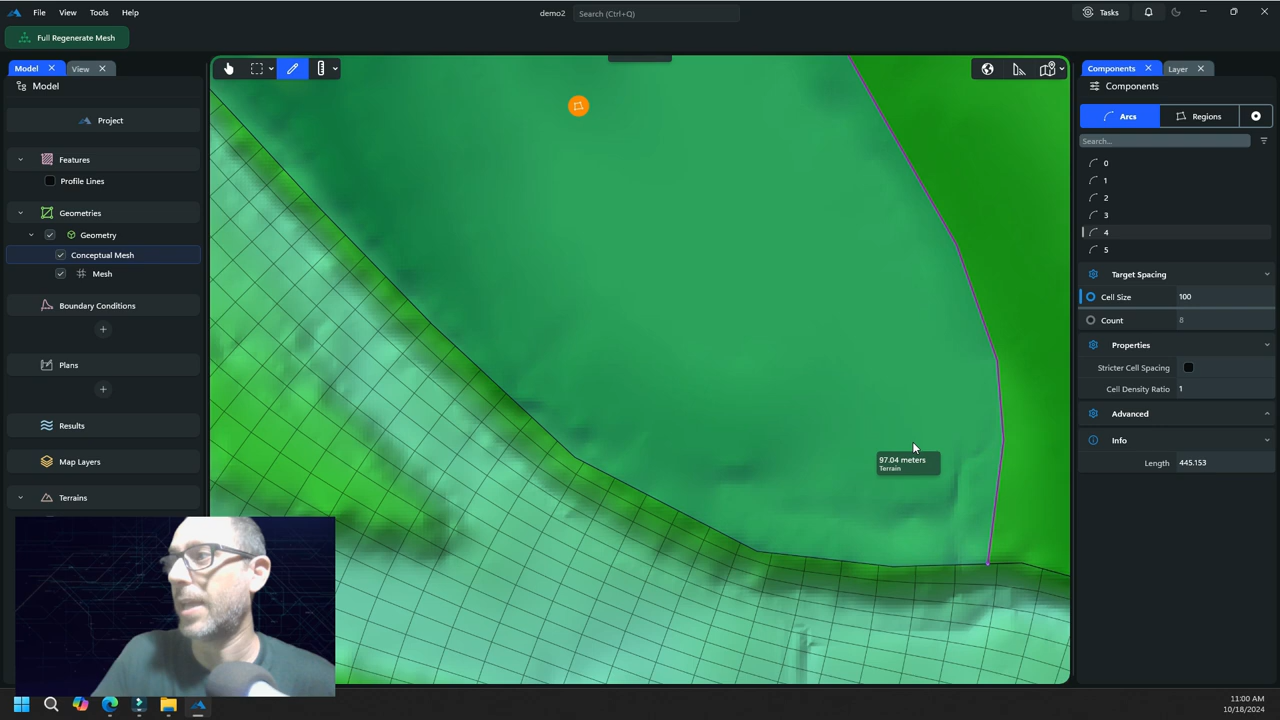 File View Tools Help
demo2
Search (Ctrl+Q)
Tasks
Full Regenerate Mesh
Model
View
Model
Project
Features
Profile Lines
Geometries
Geometry
Conceptual Mesh
Mesh
Boundary Conditions
Plans
Results
Map Layers
Terrains
97.04 meters
Terrain
Components
Layer
Components
Arcs
Regions
Search...
0
1
2
3
4
5
Target Spacing
Cell Size 100
Count 8
Properties
Stricter Cell Spacing
Cell Density Ratio 1
Advanced
Info
Length 445.153
11:00 AM
10/18/2024